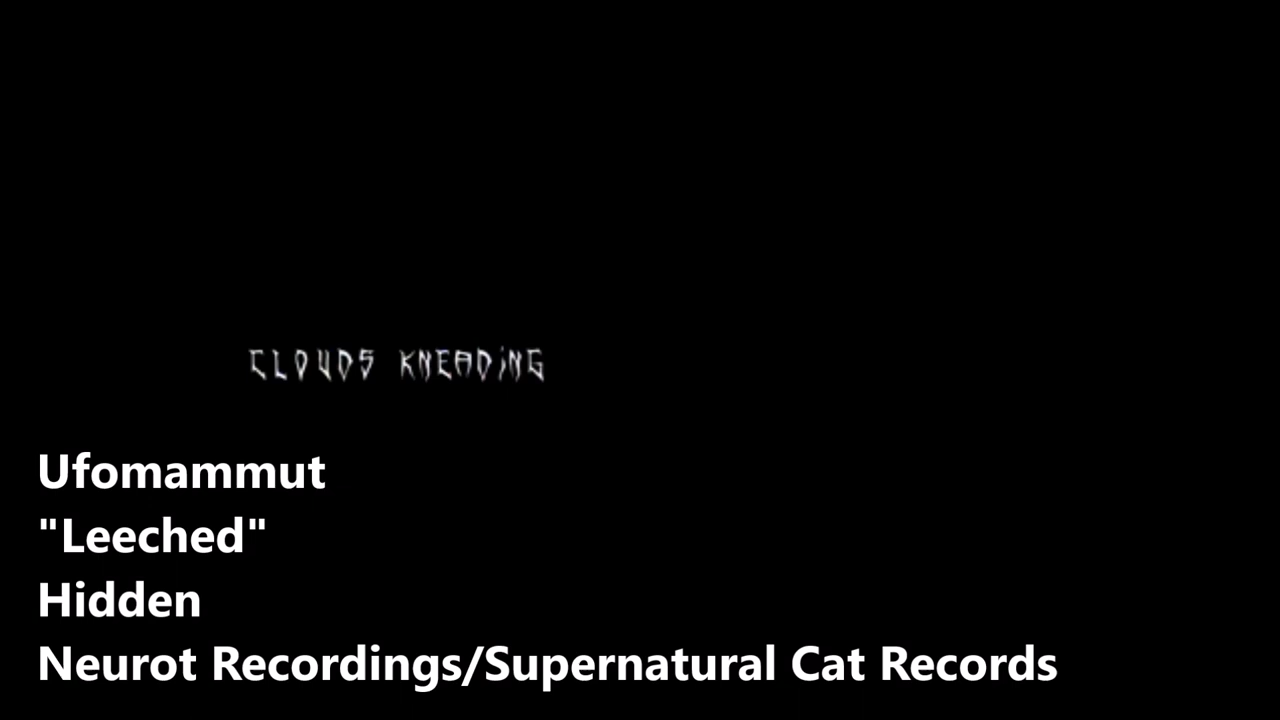 CLOUDS KNEADiNG
Ufomammut
"Leeched"
Hidden
Neurot Recordings/Supernatural Cat Records